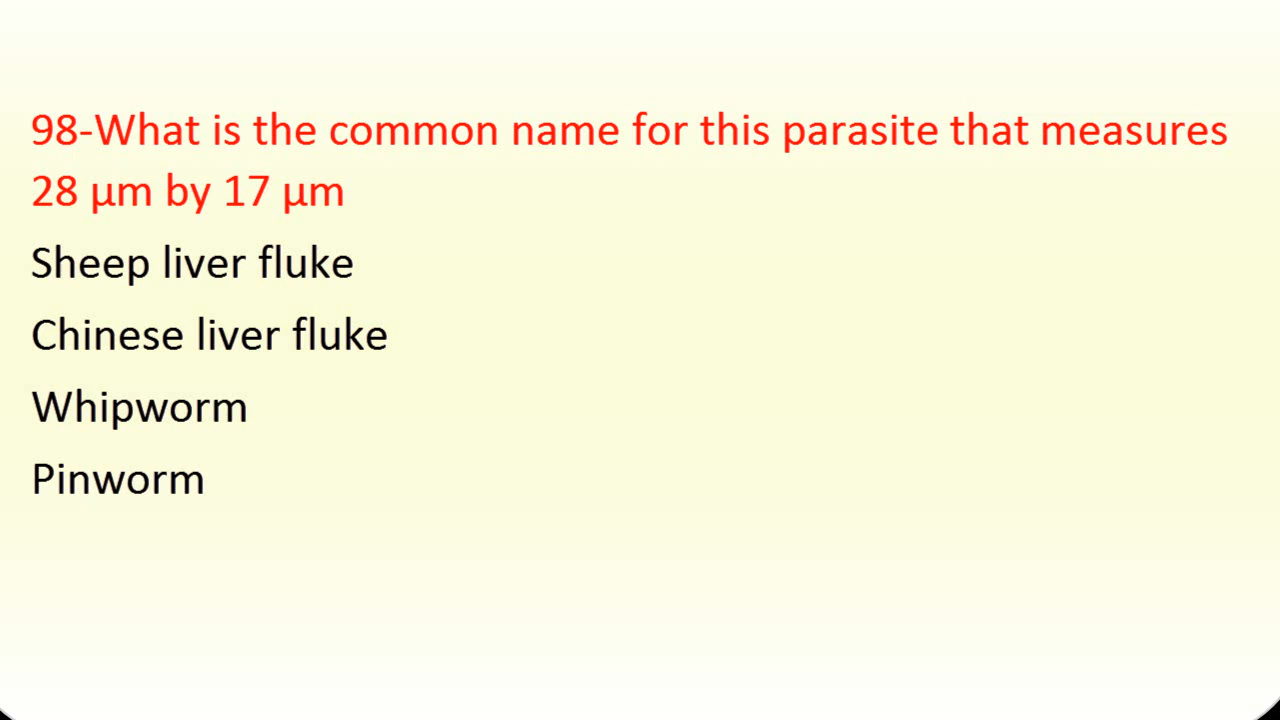 98-What is the common name for this parasite that measures
28 µm by 17 µm
Sheep liver fluke
Chinese liver fluke
Whipworm
Pinworm